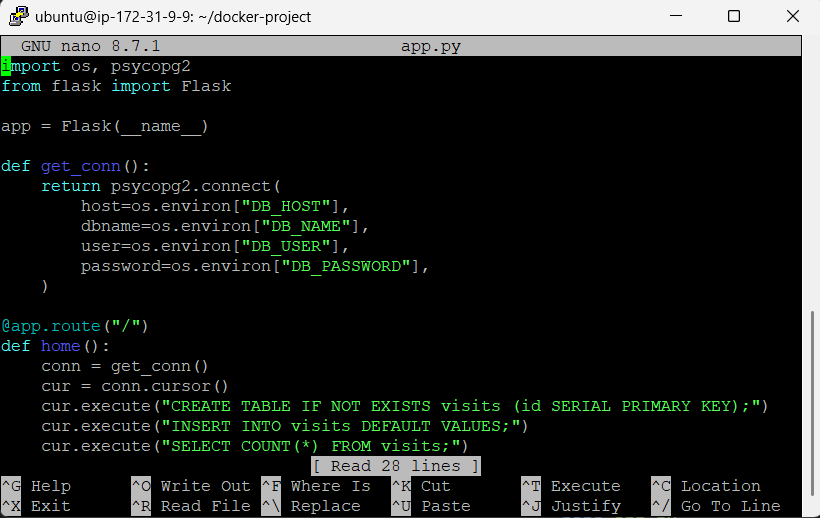 ubuntu@ip-172-31-9-9: ~/docker-project
GNU nano 8.7.1 app.py
import os, psycopg2
from flask import Flask
app = Flask(__name__)
def get_conn():
    return psycopg2.connect(
        host=os.environ["DB_HOST"],
        dbname=os.environ["DB_NAME"],
        user=os.environ["DB_USER"],
        password=os.environ["DB_PASSWORD"],
    )
@app.route("/")
def home():
    conn = get_conn()
    cur = conn.cursor()
    cur.execute("CREATE TABLE IF NOT EXISTS visits (id SERIAL PRIMARY KEY);")
    cur.execute("INSERT INTO visits DEFAULT VALUES;")
    cur.execute("SELECT COUNT(*) FROM visits;")
[ Read 28 lines ]
^G Help ^O Write Out ^F Where Is ^K Cut ^T Execute ^C Location
^X Exit ^R Read File ^\ Replace ^U Paste ^J Justify ^/ Go To Line